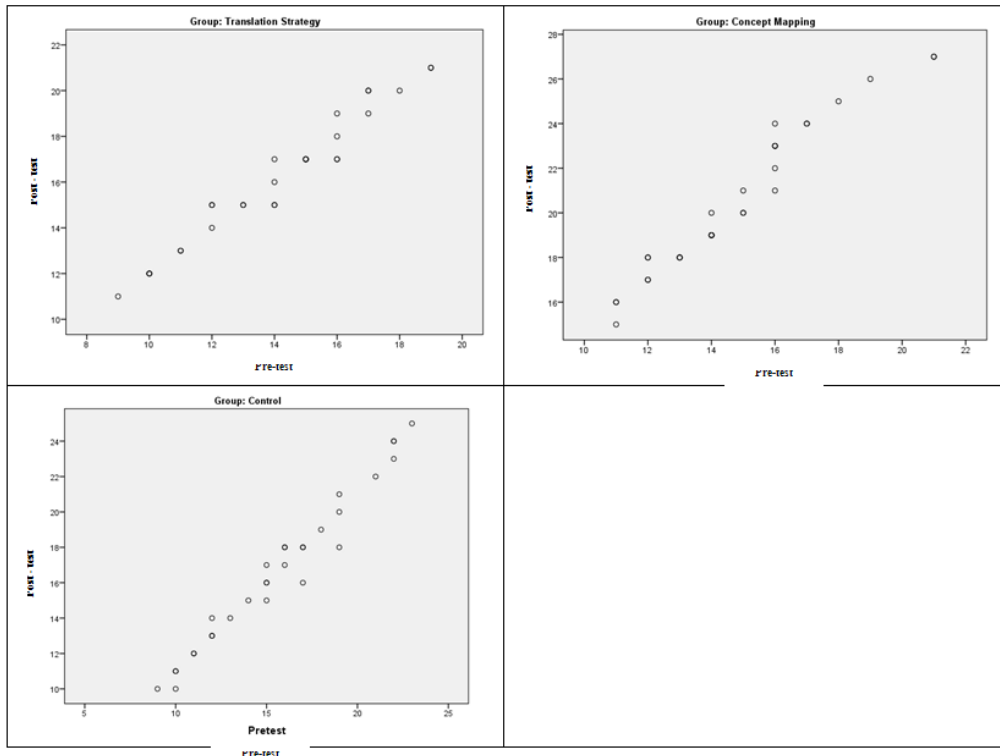 Group: Translation Strategy
22
20
18
16
14
12
10
Post - test
8 10 12 14 16 18 20
Pre-test
Group: Concept Mapping
28
26
24
22
20
18
16
Post - test
10 12 14 16 18 20 22
Pre-test
Group: Control
24
22
20
18
16
14
12
10
Post - test
5 10 15 20 25
Pretest
Pre-test